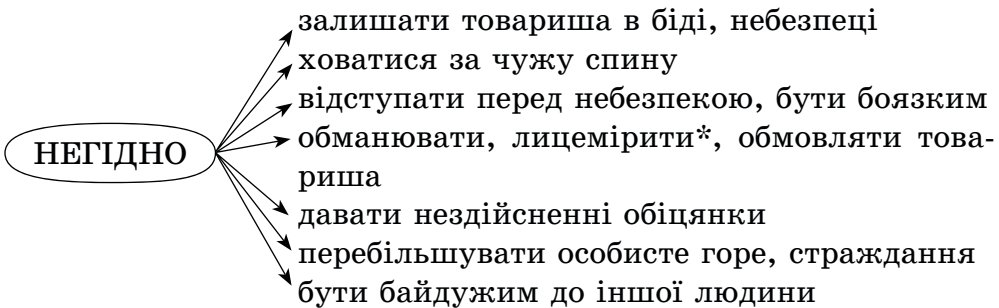 залишати товариша в біді, небезпеці
ховатися за чужу спину
відступати перед небезпекою, бути боязким
НЕГІДНО
обманювати, лицемірити*, обмовляти това-
риша
давати нездійсненні обіцянки
перебільшувати особисте горе, страждання
бути байдужим до іншої людини